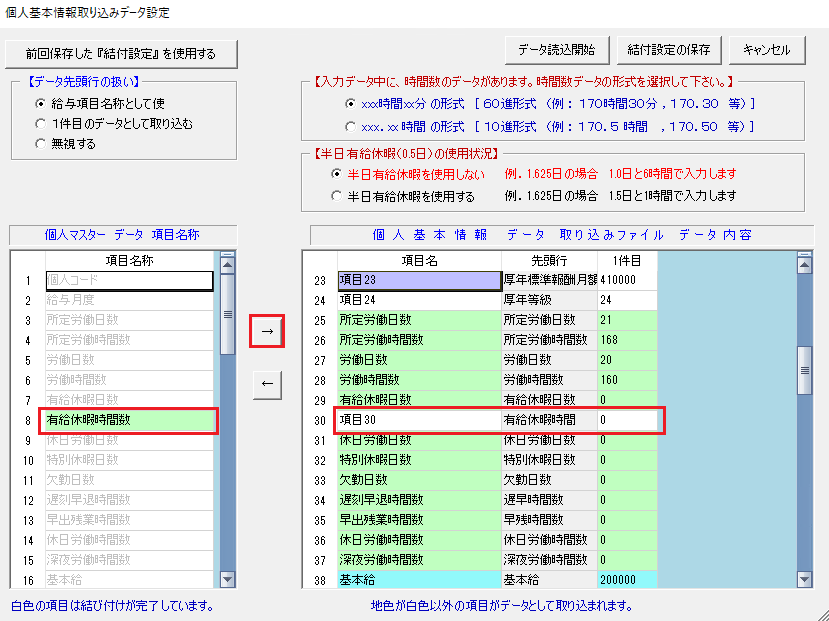 個人基本情報取り込みデータ設定
前回保存した『結付設定』を使用する
データ読込開始
結付設定の保存
キャンセル
【データ先頭行の扱い】
給与項目名称として使
1件目のデータとして取り込む
無視する
【入力データ中に、時間数のデータがあります。時間数データの形式を選択して下さい。】
xxx時間xx分 の形式 [ 60進形式 (例: 170時間30分 ,170.30 等) ]
xxx.xx 時間 の形式 [ 10進形式 (例: 170.5 時間 ,170.50 等) ]
【半日有給休暇(0.5日)の使用状況】
半日有給休暇を使用しない 例. 1.625日の場合 1.0日と6時間で入力します
半日有給休暇を使用する 例. 1.625日の場合 1.5日と1時間で入力します
個人マスター データ 項目名称
項目名称
1 個人コード
2 給与月度
3 所定労働日数
4 所定労働時間数
5 労働日数
6 労働時間数
7 有給休暇日数
8 有給休暇時間数
9 休日労働日数
10 特別休暇日数
11 欠勤日数
12 遅刻早退時間数
13 早出残業時間数
14 休日労働時間数
15 深夜労働時間数
16 基本給
→
←
個 人 基 本 情 報 データ 取り込みファイル データ内容
項目名 先頭行 1件目
23 項目23 厚年標準報酬月額 410000
24 項目24 厚年等級 24
25 所定労働日数 所定労働日数 21
26 所定労働時間数 所定労働時間数 168
27 労働日数 労働日数 20
28 労働時間数 労働時間数 160
29 有給休暇日数 有給休暇日数 0
30 項目30 有給休暇時間 0
31 休日労働日数 休日労働日数 0
32 特別休暇日数 特別休暇日数 0
33 欠勤日数 欠勤日数 0
34 遅刻早退時間数 遅早時間数 0
35 早出残業時間数 早残時間数 0
36 休日労働時間数 休日労働時間数 0
37 深夜労働時間数 深夜労働時間数 0
38 基本給 基本給 200000
白色の項目は結び付けが完了しています。
地色が白色以外の項目がデータとして取り込まれます。